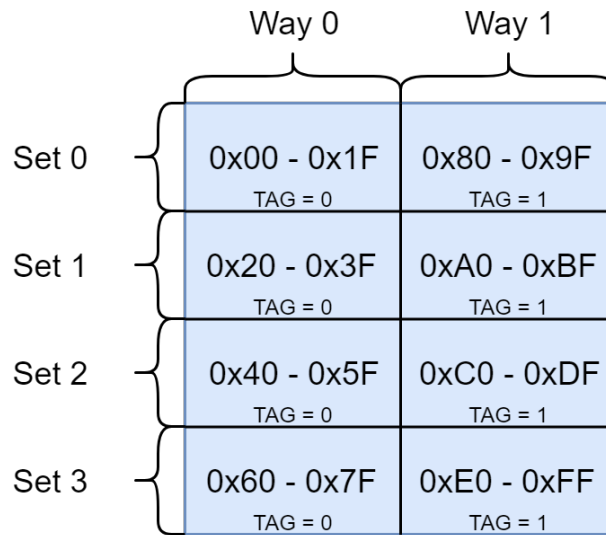 Way 0 Way 1
Set 0 0x00 - 0x1F 0x80 - 0x9F
TAG = 0 TAG = 1
Set 1 0x20 - 0x3F 0xA0 - 0xBF
TAG = 0 TAG = 1
Set 2 0x40 - 0x5F 0xC0 - 0xDF
TAG = 0 TAG = 1
Set 3 0x60 - 0x7F 0xE0 - 0xFF
TAG = 0 TAG = 1